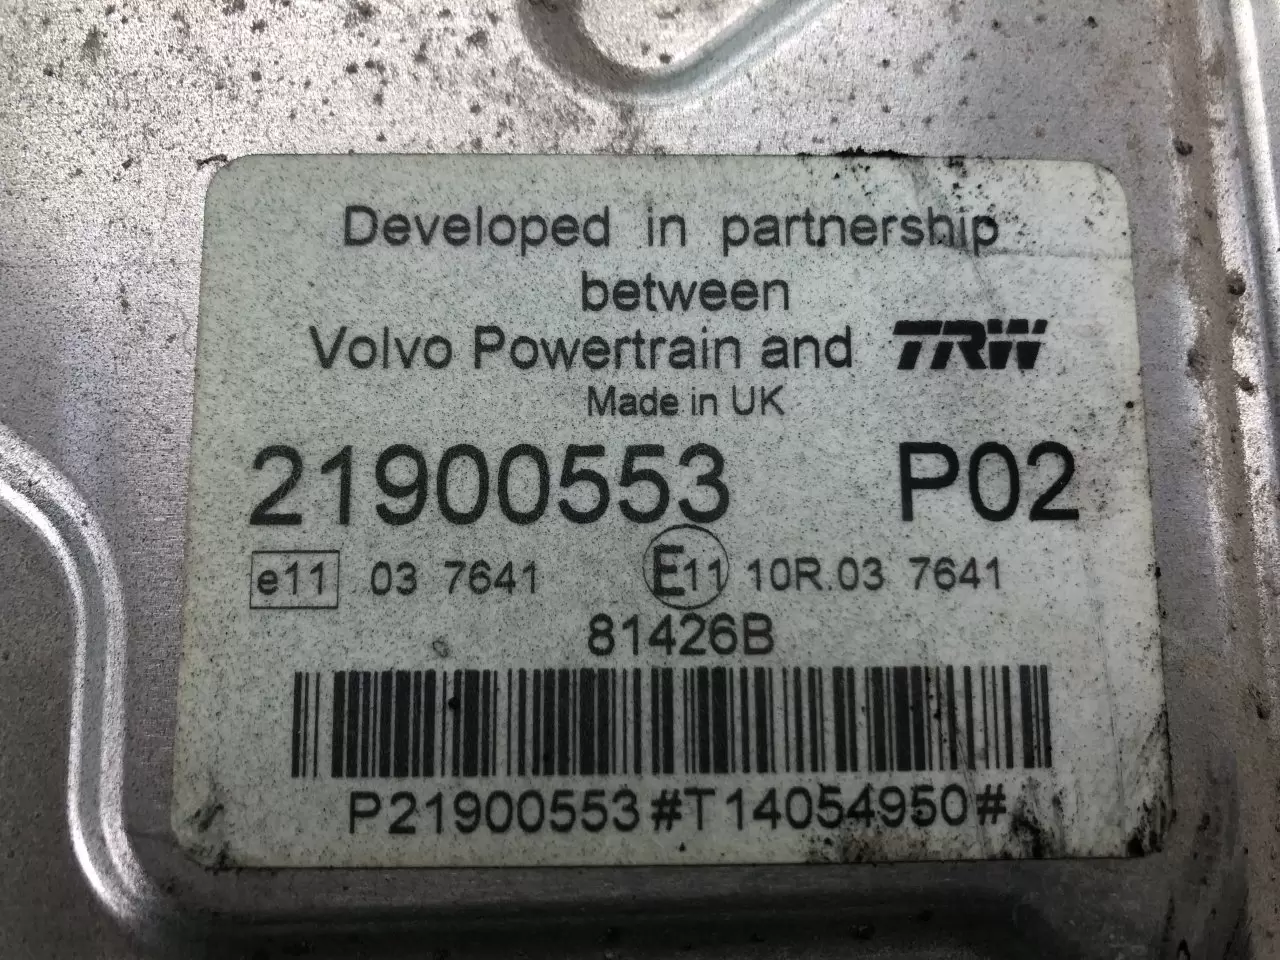 Developed in partnership
between
Volvo Powertrain and TRW
Made in UK
21900553 P02
e11 03 7641 E11 10R.03 7641
81426B
P21900553#T14054950#